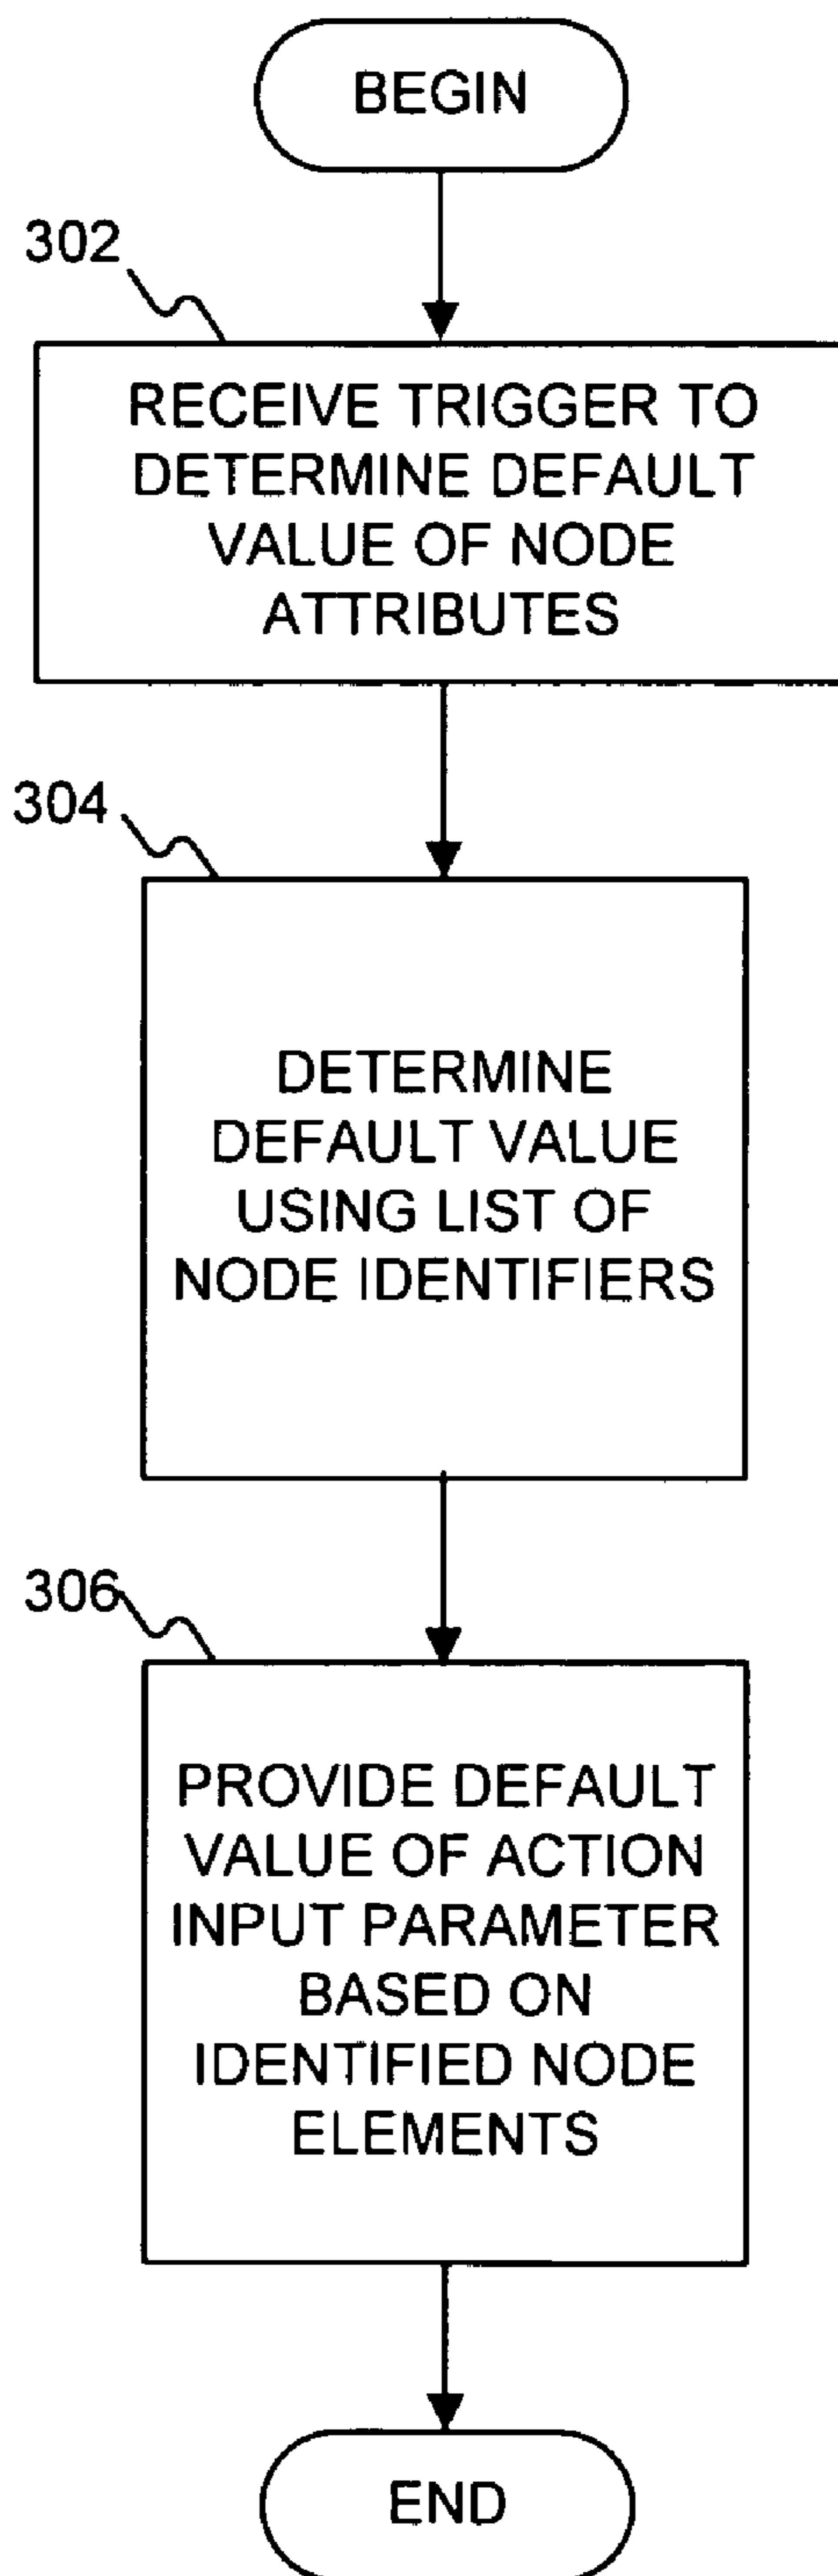 BEGIN
302
RECEIVE TRIGGER TO
DETERMINE DEFAULT
VALUE OF NODE
ATTRIBUTES
304
DETERMINE
DEFAULT VALUE
USING LIST OF
NODE IDENTIFIERS
306
PROVIDE DEFAULT
VALUE OF ACTION
INPUT PARAMETER
BASED ON
IDENTIFIED NODE
ELEMENTS
END